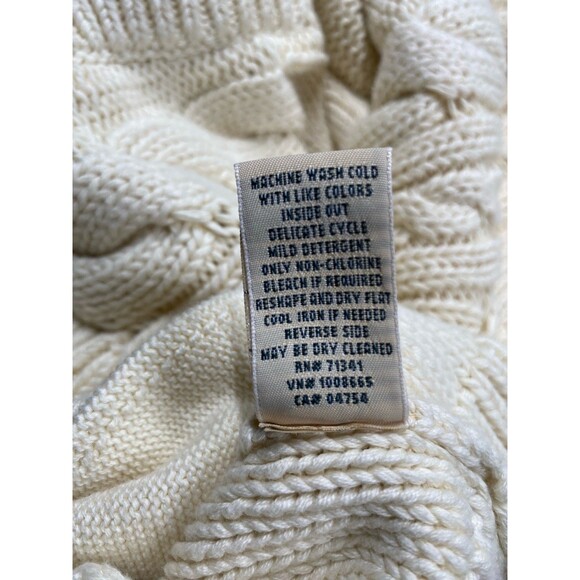 MACHINE WASH COLD
WITH LIKE COLORS
INSIDE OUT
DELICATE CYCLE
MILD DETERGENT
ONLY NON-CHLORINE
BLEACH IF REQUIRED
RESHAPE AND DRY FLAT
COOL IRON IF NEEDED
REVERSE SIDE
MAY BE DRY CLEANED
RN# 71341
VN# 1008665
CA# 04754